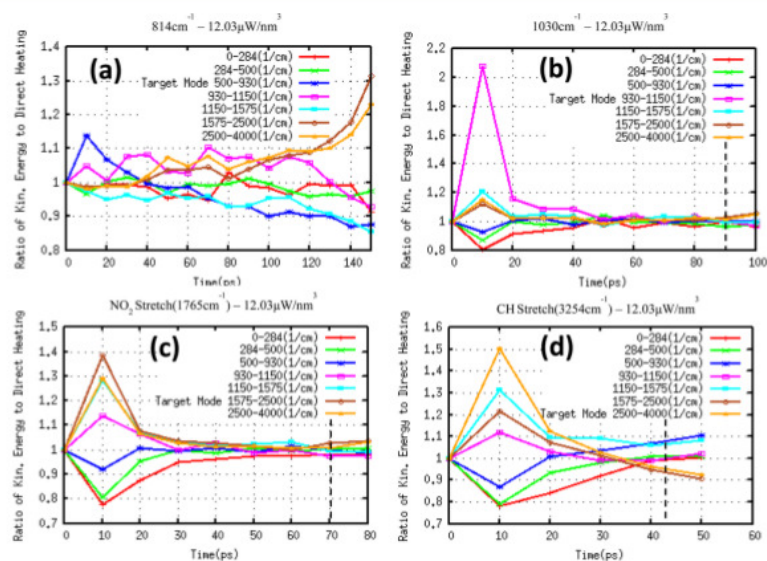 814cm⁻¹ – 12.03μW/nm³
Ratio of Kin. Energy to Direct Heating
1.4
1.3
1.2
1.1
1
0.9
0.8
(a)
0-284(1/cm)
284-500(1/cm)
Target Mode 500-930(1/cm)
930-1150(1/cm)
1150-1575(1/cm)
1575-2500(1/cm)
2500-4000(1/cm)
0 20 40 60 80 100 120 140
Time(ps)
1030cm⁻¹ – 12.03μW/nm³
Ratio of Kin. Energy to Direct Heating
2.2
2
1.8
1.6
1.4
1.2
1
0.8
(b)
0-284(1/cm)
284-500(1/cm)
500-930(1/cm)
Target Mode 930-1150(1/cm)
1150-1575(1/cm)
1575-2500(1/cm)
2500-4000(1/cm)
0 20 40 60 80 100
Time(ps)
NO₂ Stretch(1765cm⁻¹) – 12.03μW/nm³
Ratio of Kin. Energy to Direct Heating
1.5
1.4
1.3
1.2
1.1
1
0.9
0.8
0.7
(c)
0-284(1/cm)
284-500(1/cm)
500-930(1/cm)
930-1150(1/cm)
1150-1575(1/cm)
Target Mode 1575-2500(1/cm)
2500-4000(1/cm)
0 10 20 30 40 50 60 70 80
Time(ps)
CH Stretch(3254cm⁻¹) – 12.03μW/nm³
Ratio of Kin. Energy to Direct Heating
1.6
1.5
1.4
1.3
1.2
1.1
1
0.9
0.8
0.7
(d)
0-284(1/cm)
284-500(1/cm)
500-930(1/cm)
930-1150(1/cm)
1150-1575(1/cm)
1575-2500(1/cm)
Target Mode 2500-4000(1/cm)
0 10 20 30 40 50 60
Time(ps)